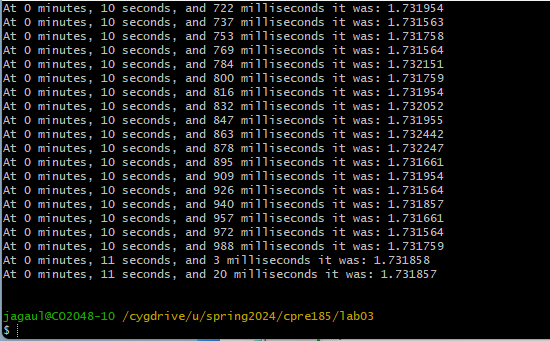 At 0 minutes, 10 seconds, and 722 milliseconds it was: 1.731954
At 0 minutes, 10 seconds, and 737 milliseconds it was: 1.731563
At 0 minutes, 10 seconds, and 753 milliseconds it was: 1.731758
At 0 minutes, 10 seconds, and 769 milliseconds it was: 1.731564
At 0 minutes, 10 seconds, and 784 milliseconds it was: 1.732151
At 0 minutes, 10 seconds, and 800 milliseconds it was: 1.731759
At 0 minutes, 10 seconds, and 816 milliseconds it was: 1.731954
At 0 minutes, 10 seconds, and 832 milliseconds it was: 1.732052
At 0 minutes, 10 seconds, and 847 milliseconds it was: 1.731955
At 0 minutes, 10 seconds, and 863 milliseconds it was: 1.732442
At 0 minutes, 10 seconds, and 878 milliseconds it was: 1.732247
At 0 minutes, 10 seconds, and 895 milliseconds it was: 1.731661
At 0 minutes, 10 seconds, and 909 milliseconds it was: 1.731954
At 0 minutes, 10 seconds, and 926 milliseconds it was: 1.731564
At 0 minutes, 10 seconds, and 940 milliseconds it was: 1.731857
At 0 minutes, 10 seconds, and 957 milliseconds it was: 1.731661
At 0 minutes, 10 seconds, and 972 milliseconds it was: 1.731564
At 0 minutes, 10 seconds, and 988 milliseconds it was: 1.731759
At 0 minutes, 11 seconds, and 3 milliseconds it was: 1.731858
At 0 minutes, 11 seconds, and 20 milliseconds it was: 1.731857
jagaul@CO2048-10 /cygdrive/u/spring2024/cpre185/lab03
$